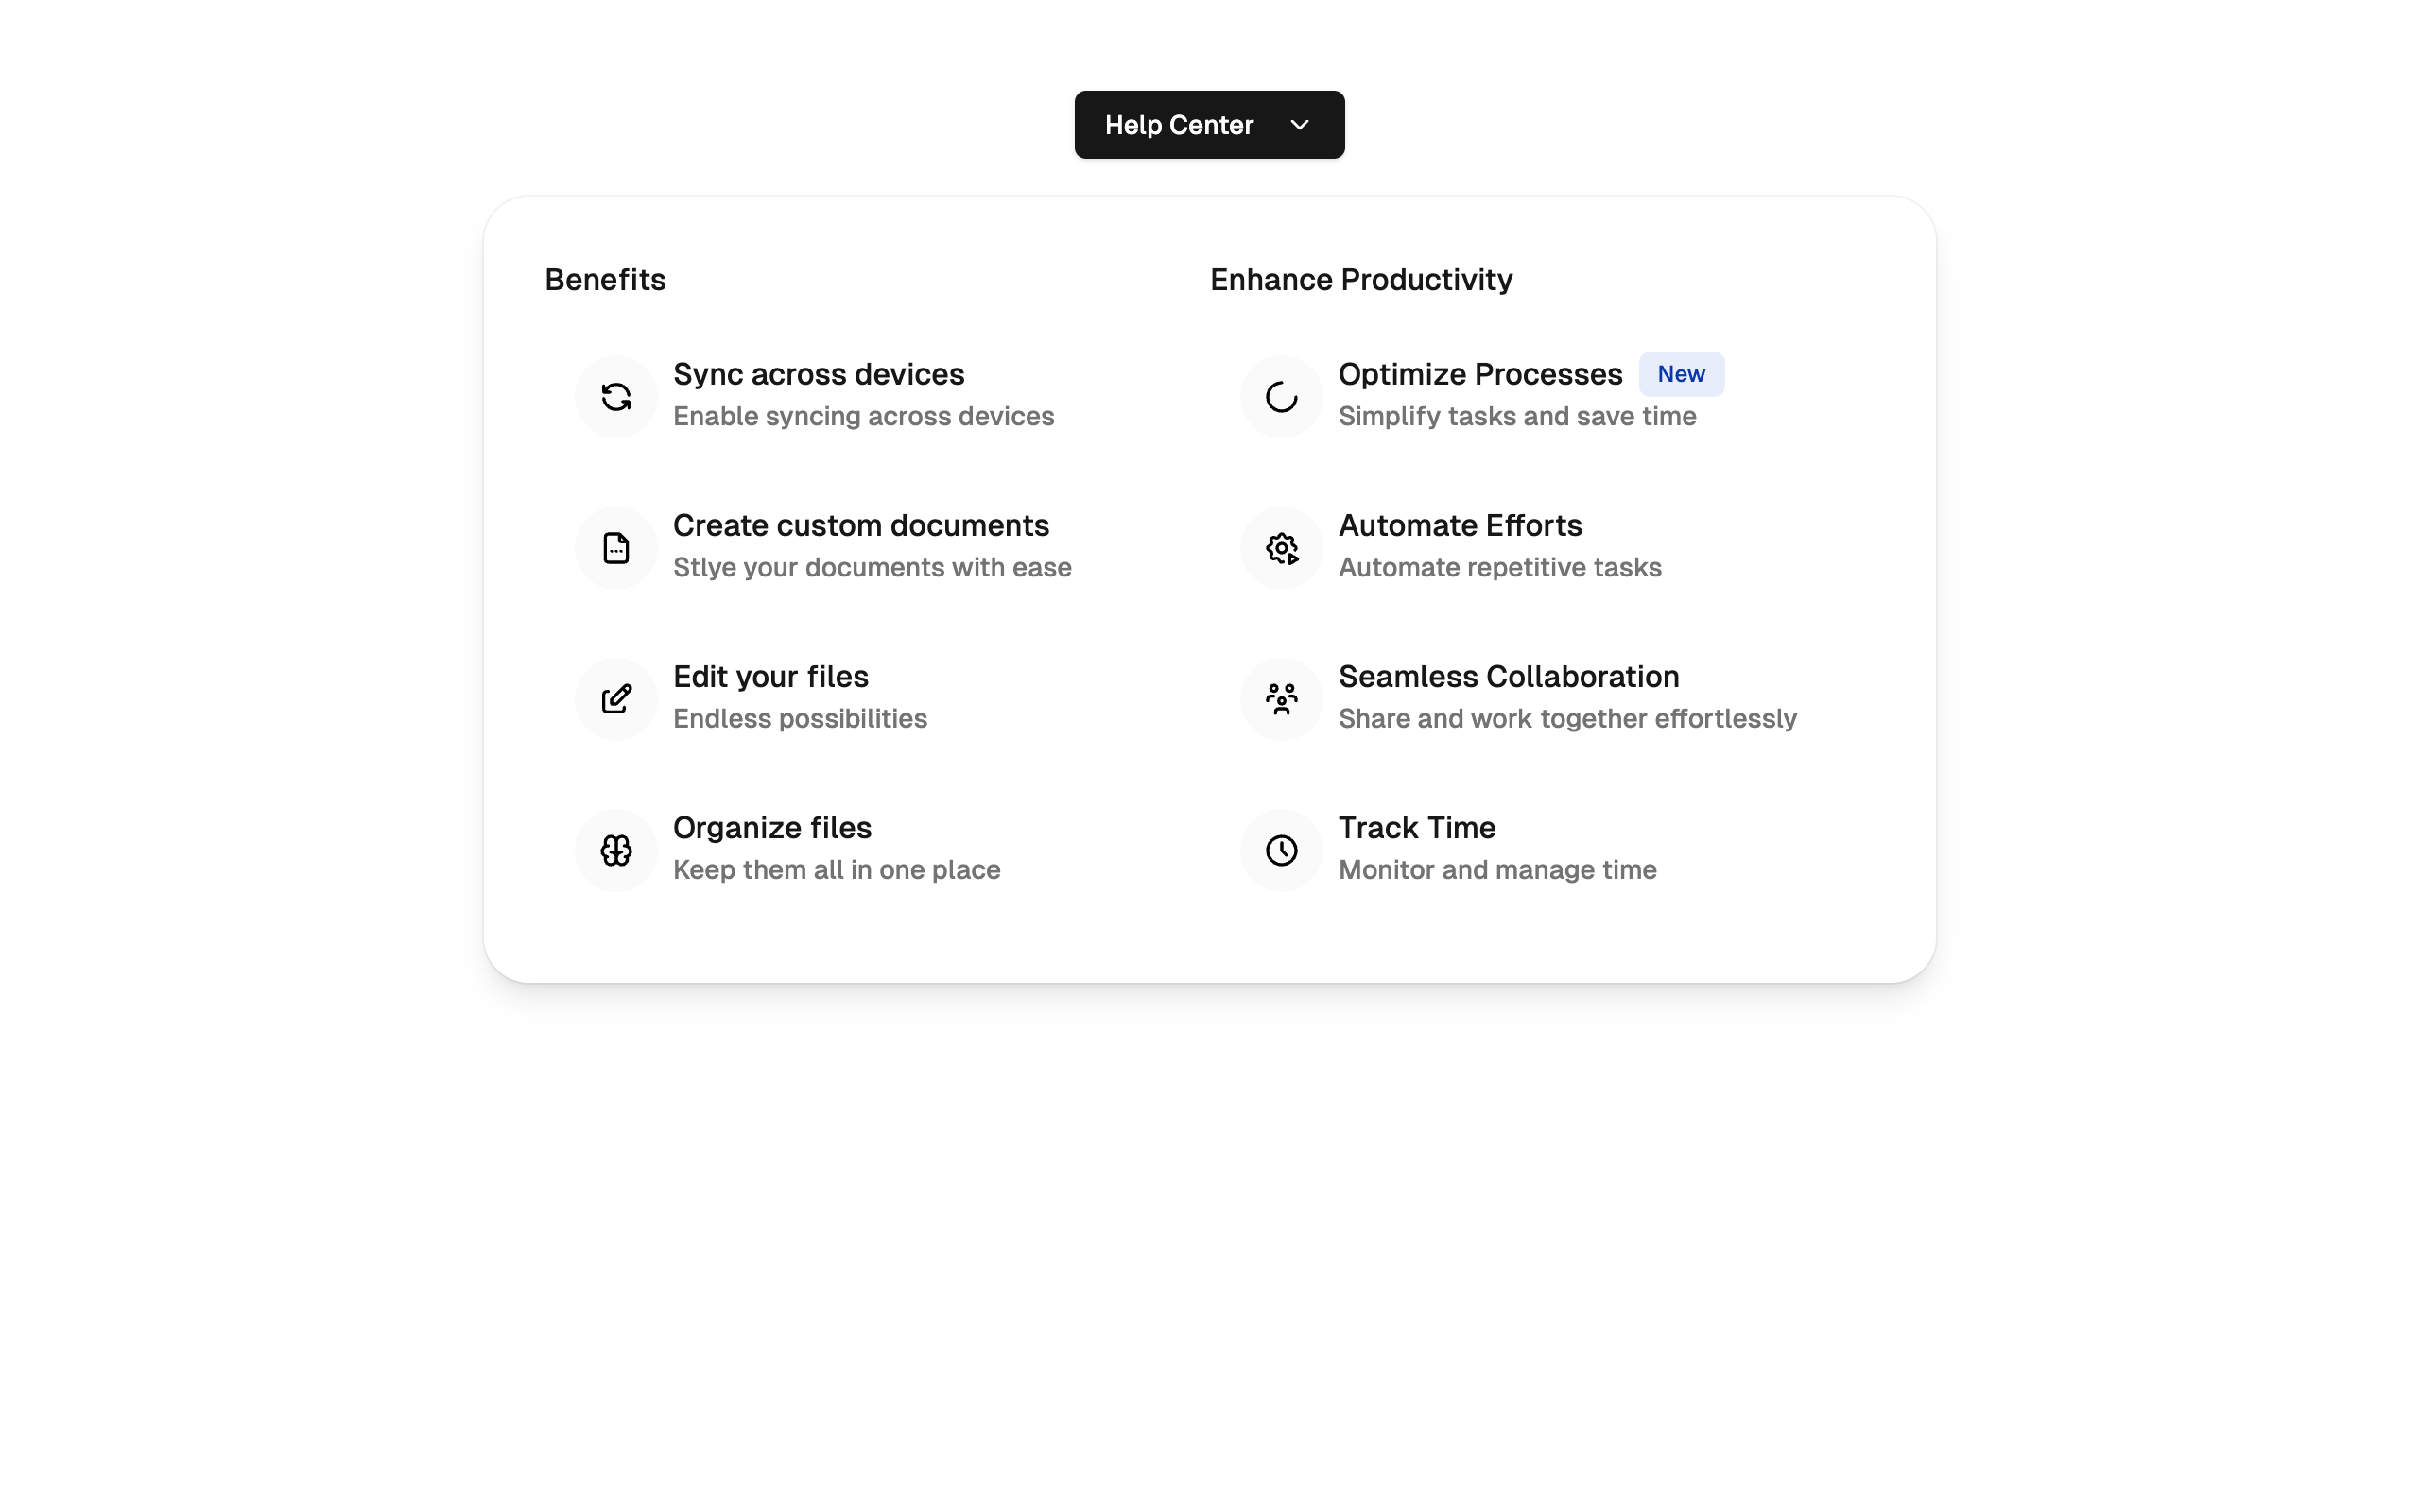 Help Center
Benefits
Sync across devices
Enable syncing across devices
Create custom documents
Stlye your documents with ease
Edit your files
Endless possibilities
Organize files
Keep them all in one place
Enhance Productivity
Optimize Processes New
Simplify tasks and save time
Automate Efforts
Automate repetitive tasks
Seamless Collaboration
Share and work together effortlessly
Track Time
Monitor and manage time